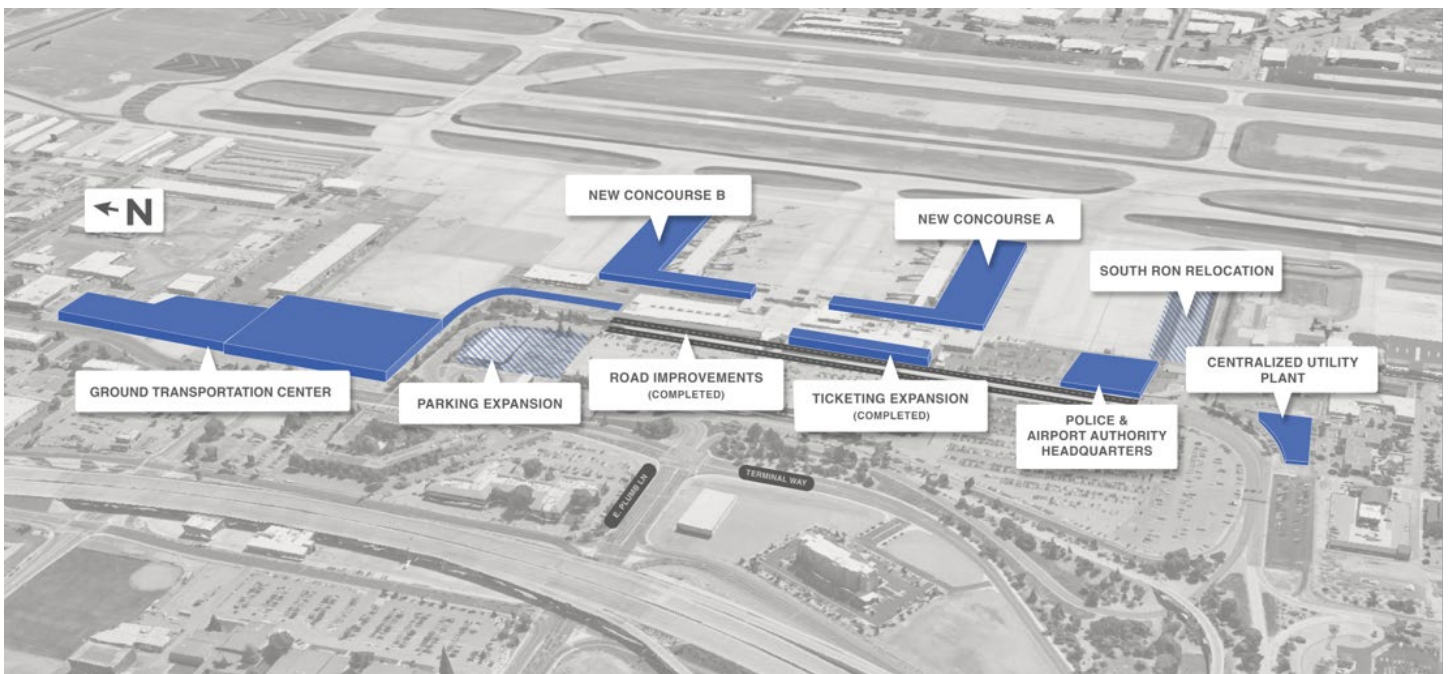 N
NEW CONCOURSE B
NEW CONCOURSE A
SOUTH RON RELOCATION
GROUND TRANSPORTATION CENTER
PARKING EXPANSION
ROAD IMPROVEMENTS
(COMPLETED)
TICKETING EXPANSION
(COMPLETED)
POLICE &
AIRPORT AUTHORITY
HEADQUARTERS
CENTRALIZED UTILITY
PLANT
E. PLUMB LN
TERMINAL WAY